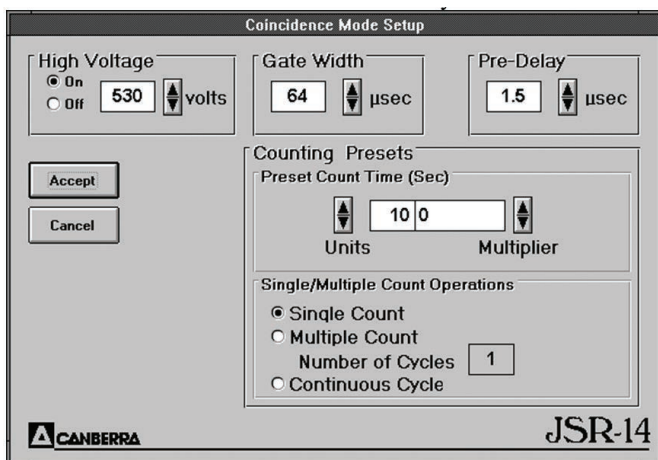 Coincidence Mode Setup
High Voltage
On
Off
530
volts
Gate Width
64
µsec
Pre-Delay
1.5
µsec
Accept
Cancel
Counting Presets
Preset Count Time (Sec)
10 0
Units
Multiplier
Single/Multiple Count Operations
Single Count
Multiple Count
Number of Cycles 1
Continuous Cycle
CANBERRA
JSR-14